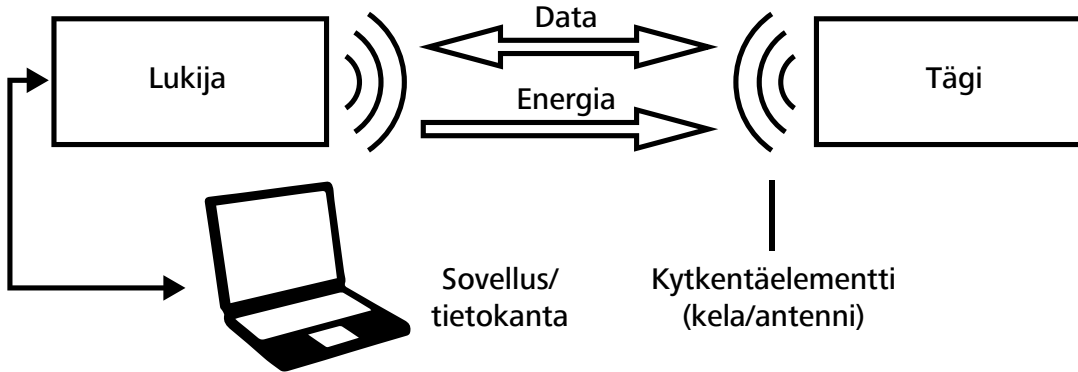 Data
Lukija
Tägi
Energia
Sovellus/
tietokanta
Kytkentäelementti
(kela/antenni)